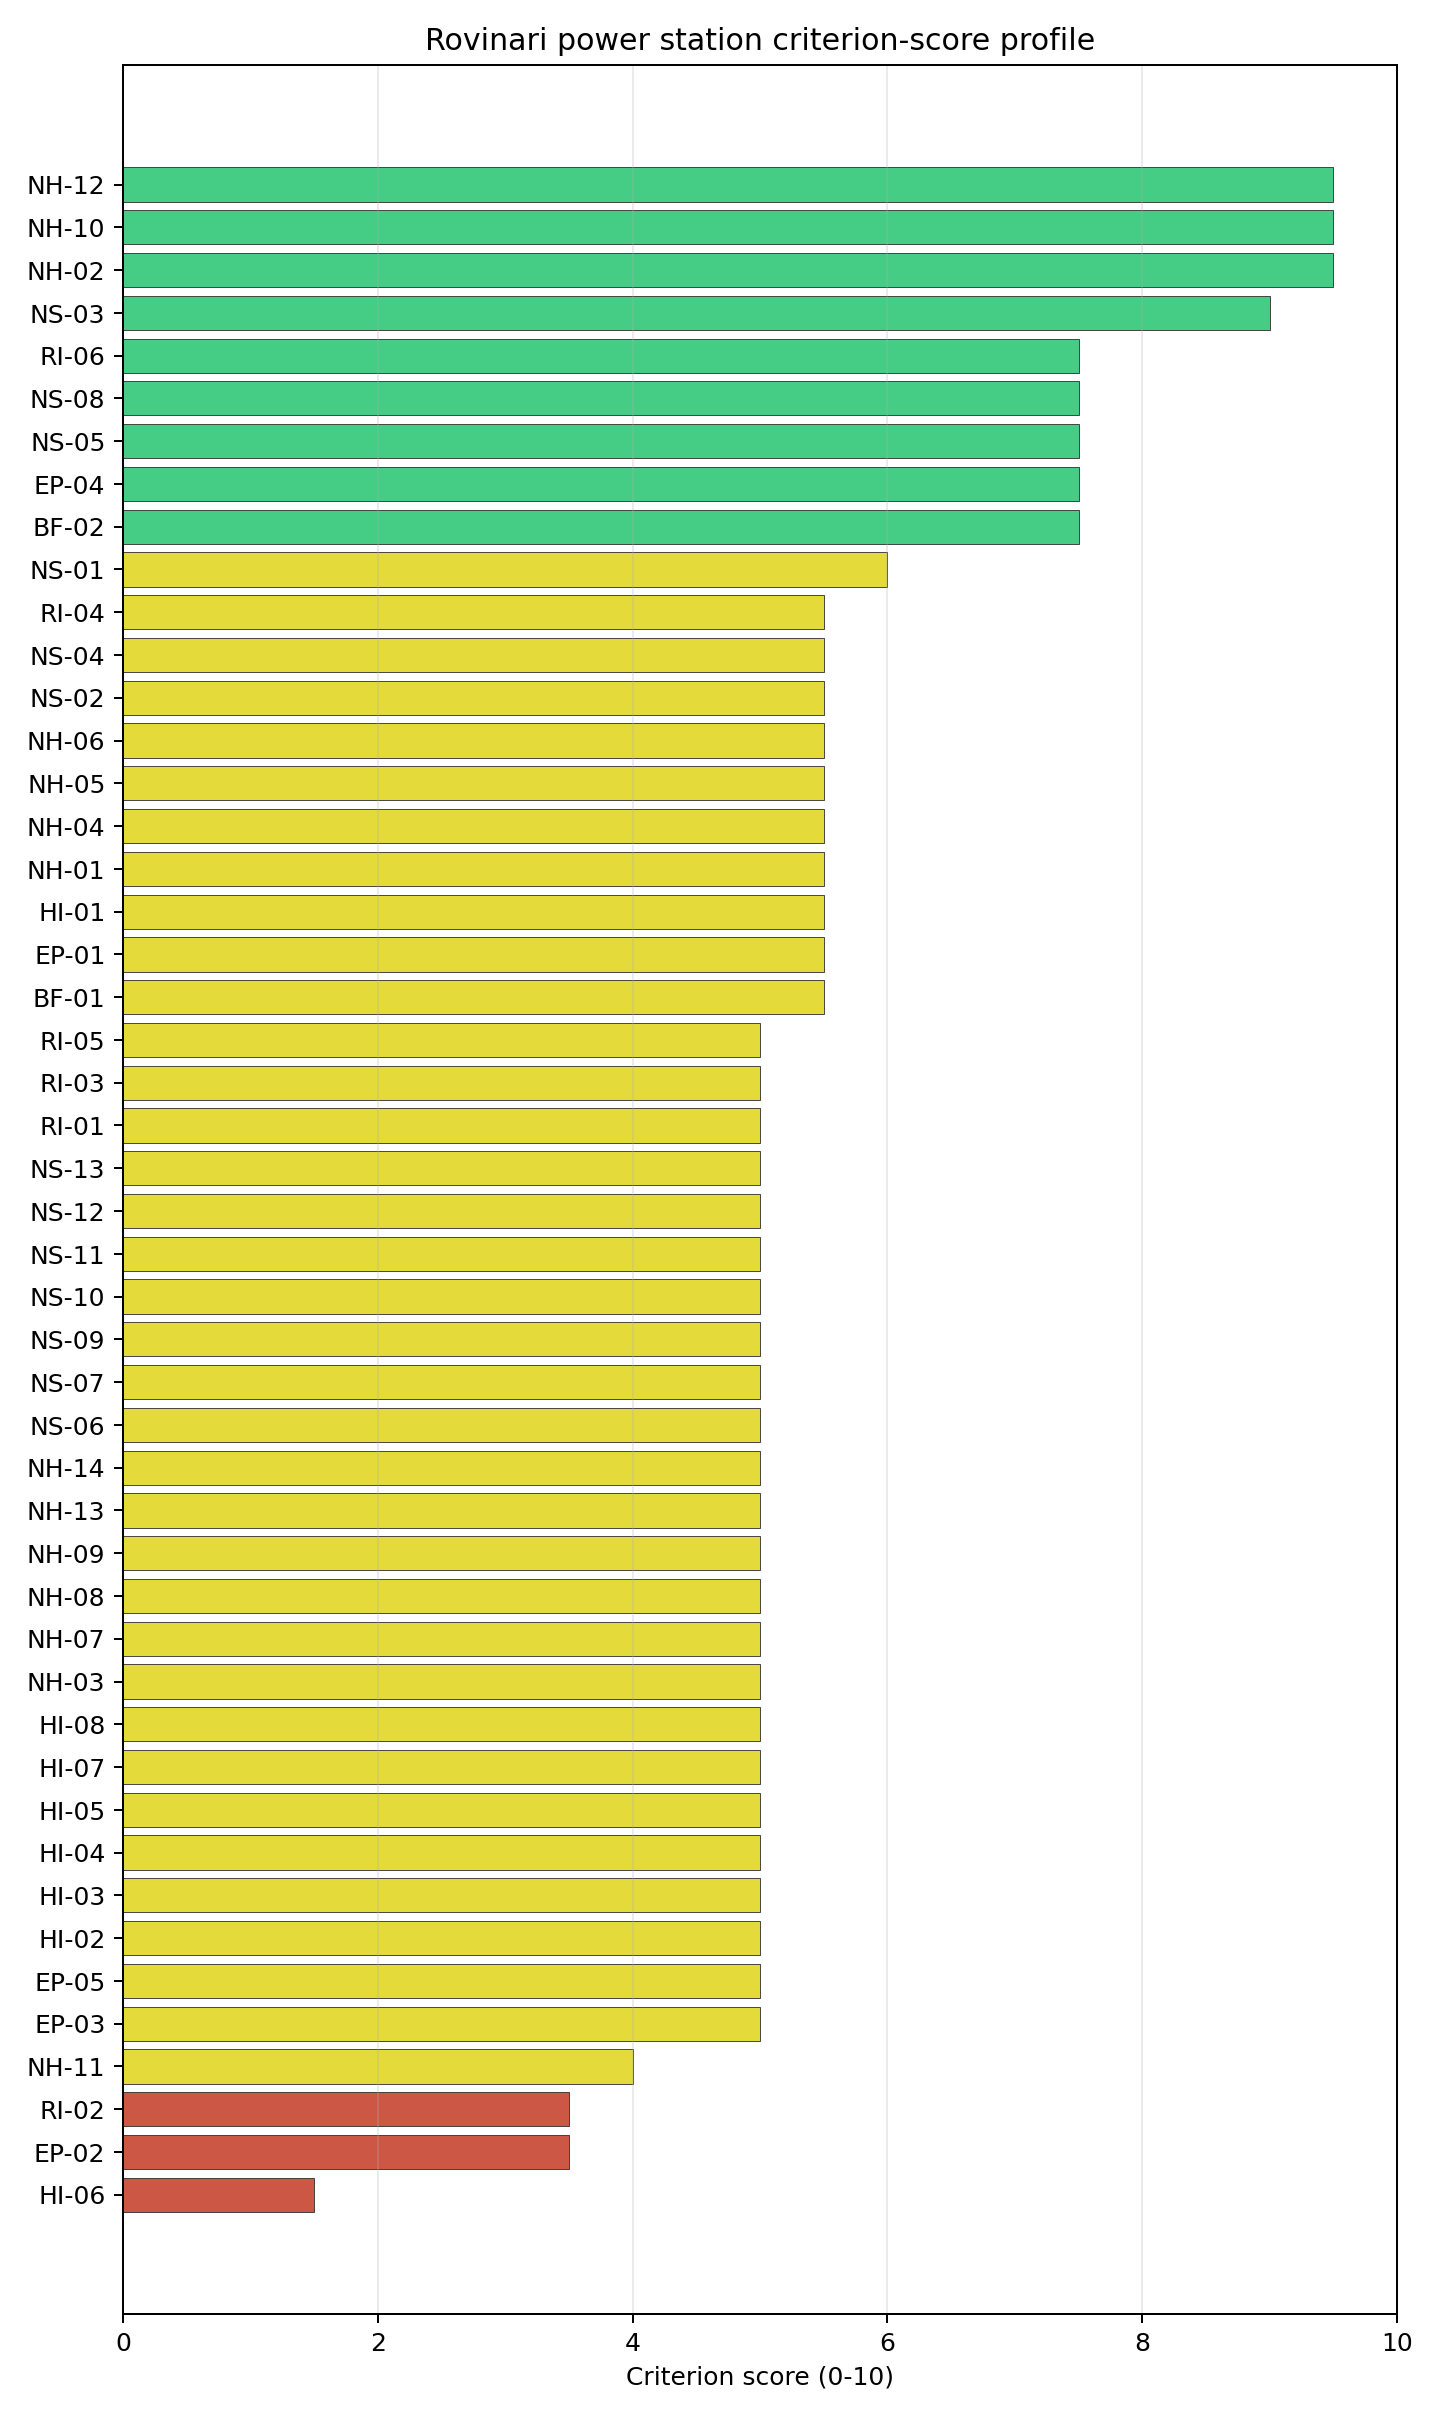 Rovinari power station criterion-score profile
NH-12
NH-10
NH-02
NS-03
RI-06
NS-08
NS-05
EP-04
BF-02
NS-01
RI-04
NS-04
NS-02
NH-06
NH-05
NH-04
NH-01
HI-01
EP-01
BF-01
RI-05
RI-03
RI-01
NS-13
NS-12
NS-11
NS-10
NS-09
NS-07
NS-06
NH-14
NH-13
NH-09
NH-08
NH-07
NH-03
HI-08
HI-07
HI-05
HI-04
HI-03
HI-02
EP-05
EP-03
NH-11
RI-02
EP-02
HI-06
0 2 4 6 8 10
Criterion score (0-10)